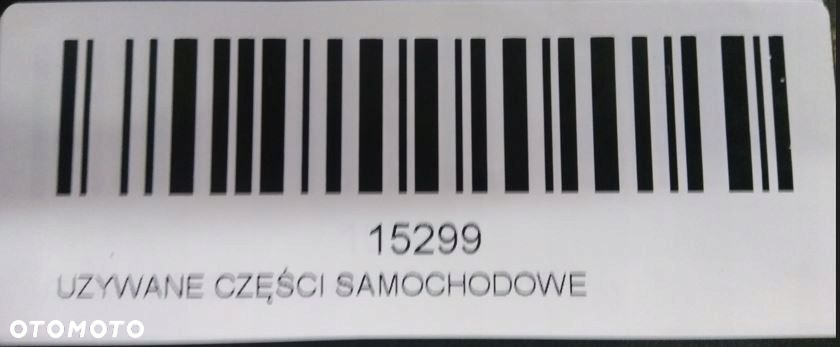 15299
UZYWANE CZĘŚCI SAMOCHODOWE
OTOMOTO